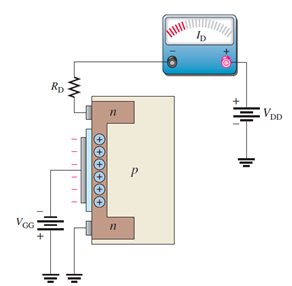 I_D
− +
R_D
n
+
V_DD
−
− + 
− +
− +
− +
− +
− +
p
−
V_GG
+
n